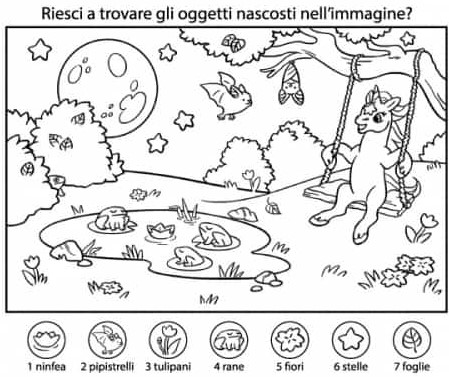 Riesci a trovare gli oggetti nascosti nell'immagine?
1 ninfea 2 pipistrelli 3 tulipani 4 rane 5 fiori 6 stelle 7 foglie